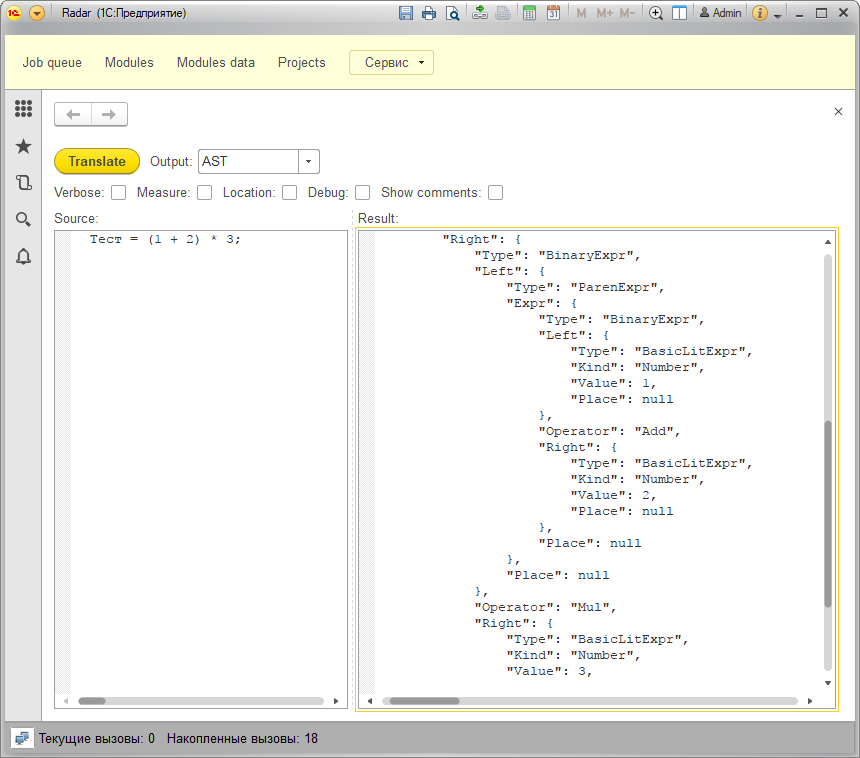 Radar (1С:Предприятие)
M M+ M- Admin
Job queue Modules Modules data Projects Сервис
Translate Output: AST
Verbose: Measure: Location: Debug: Show comments:
Source: Result:
Тест = (1 + 2) * 3;
"Right": {
"Type": "BinaryExpr",
"Left": {
"Type": "ParenExpr",
"Expr": {
"Type": "BinaryExpr",
"Left": {
"Type": "BasicLitExpr",
"Kind": "Number",
"Value": 1,
"Place": null
},
"Operator": "Add",
"Right": {
"Type": "BasicLitExpr",
"Kind": "Number",
"Value": 2,
"Place": null
},
"Place": null
},
"Place": null
},
"Operator": "Mul",
"Right": {
"Type": "BasicLitExpr",
"Kind": "Number",
"Value": 3,
Текущие вызовы: 0 Накопленные вызовы: 18